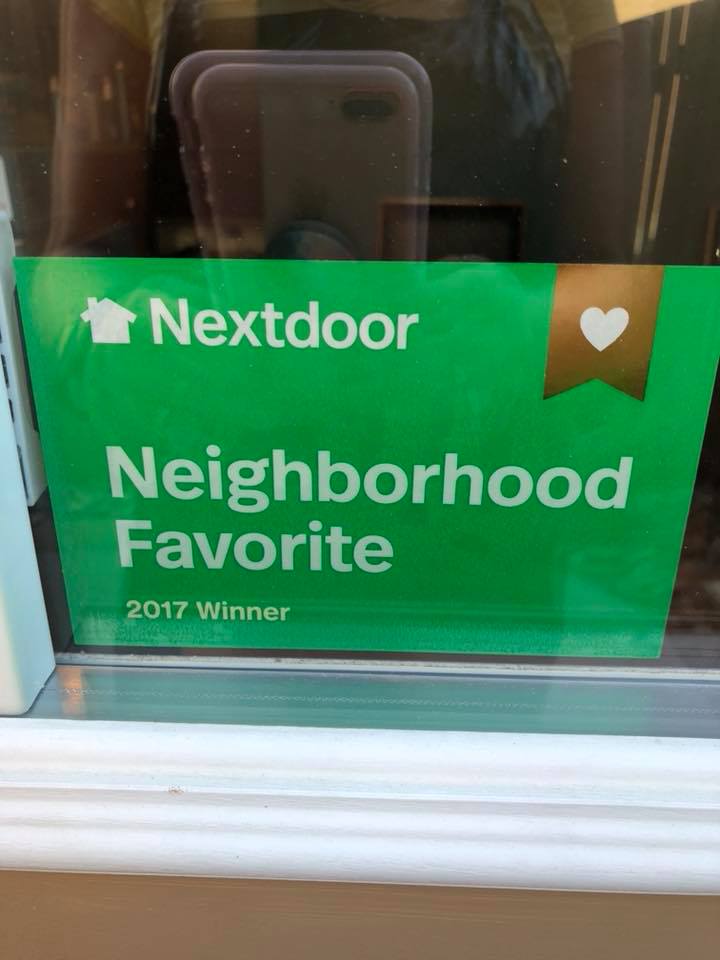 Nextdoor
Neighborhood
Favorite
2017 Winner